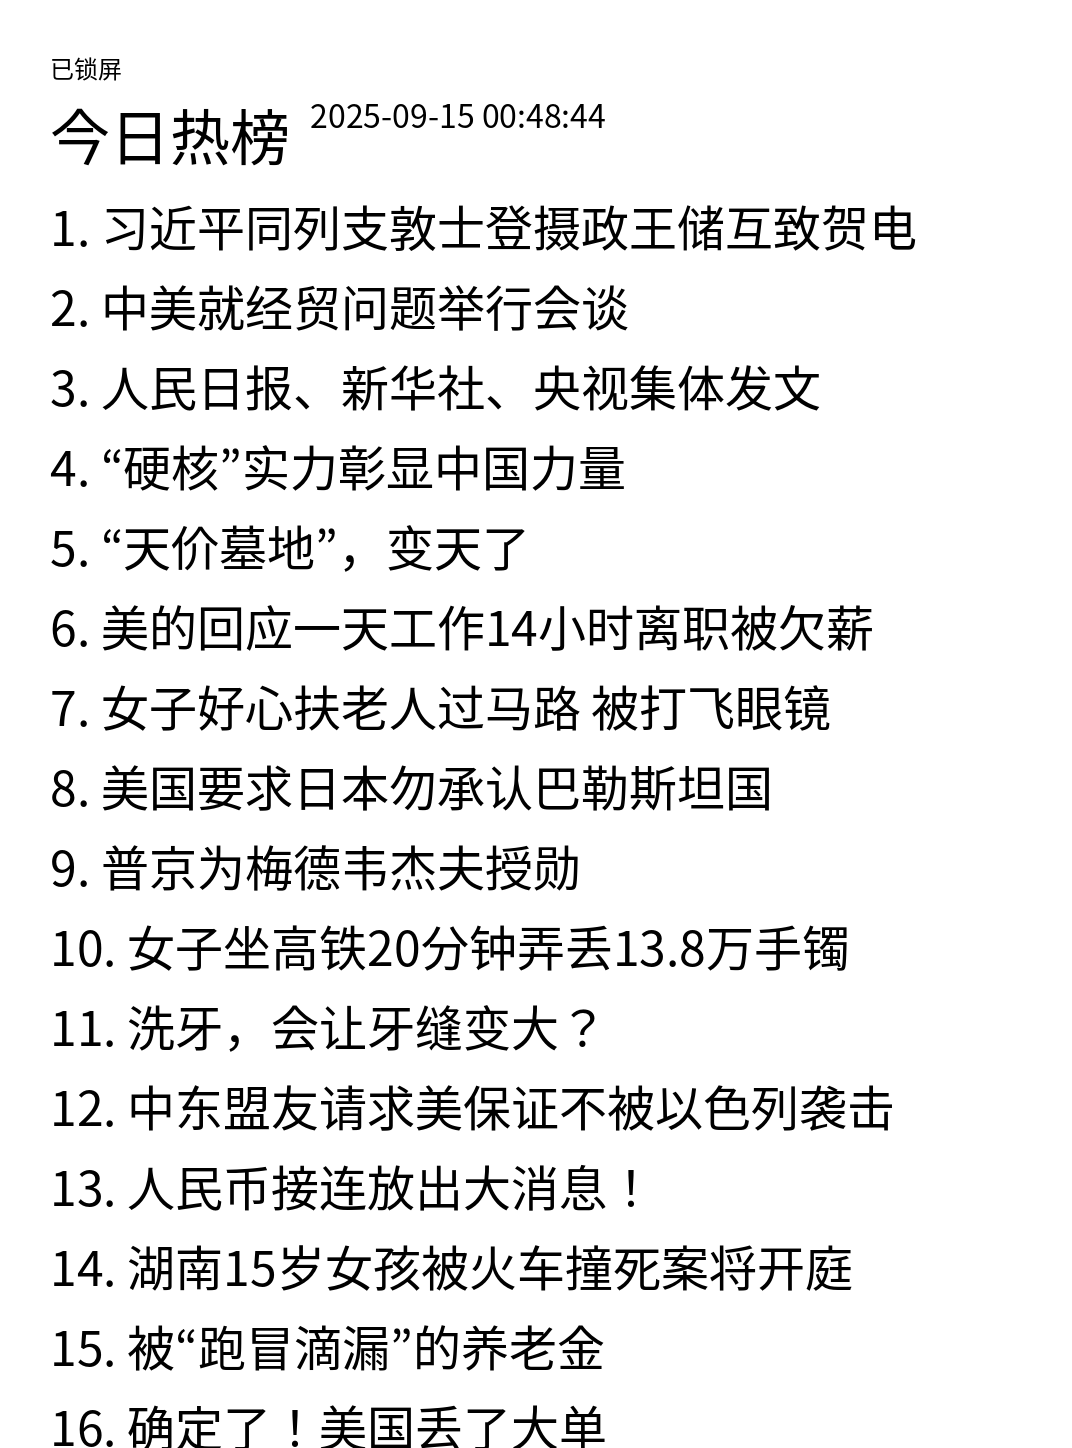 已锁屏
今日热榜 2025-09-15 00:48:44
1. 习近平同列支敦士登摄政王储互致贺电
2. 中美就经贸问题举行会谈
3. 人民日报、新华社、央视集体发文
4. “硬核”实力彰显中国力量
5. “天价墓地”，变天了
6. 美的回应一天工作14小时离职被欠薪
7. 女子好心扶老人过马路 被打飞眼镜
8. 美国要求日本勿承认巴勒斯坦国
9. 普京为梅德韦杰夫授勋
10. 女子坐高铁20分钟弄丢13.8万手镯
11. 洗牙，会让牙缝变大？
12. 中东盟友请求美保证不被以色列袭击
13. 人民币接连放出大消息！
14. 湖南15岁女孩被火车撞死案将开庭
15. 被“跑冒滴漏”的养老金
16. 确定了！美国丢了大单